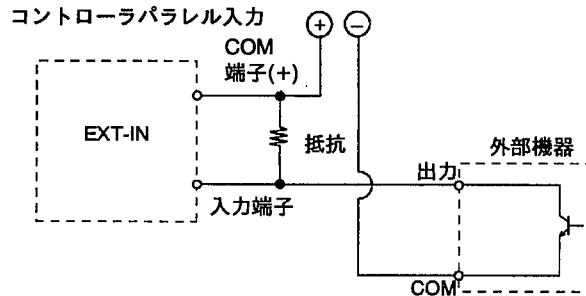 コントローラパラレル入力
+ −
COM
端子(+)
EXT-IN
抵抗
外部機器
出力
入力端子
COM